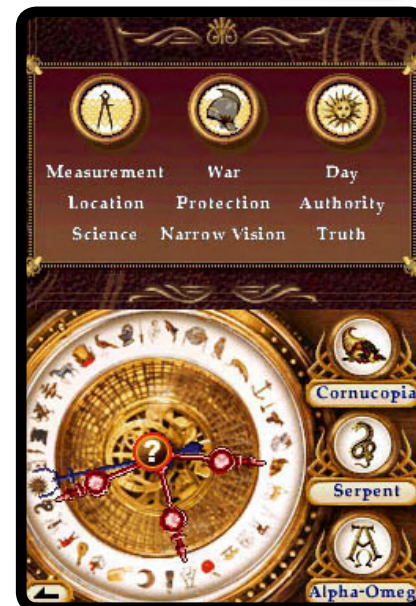 Measurement War Day
Location Protection Authority
Science Narrow Vision Truth
?
Cornucopia
Serpent
Alpha-Omeg